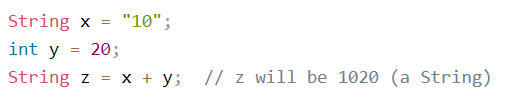 String x = "10";
int y = 20;
String z = x + y;  // z will be 1020 (a String)